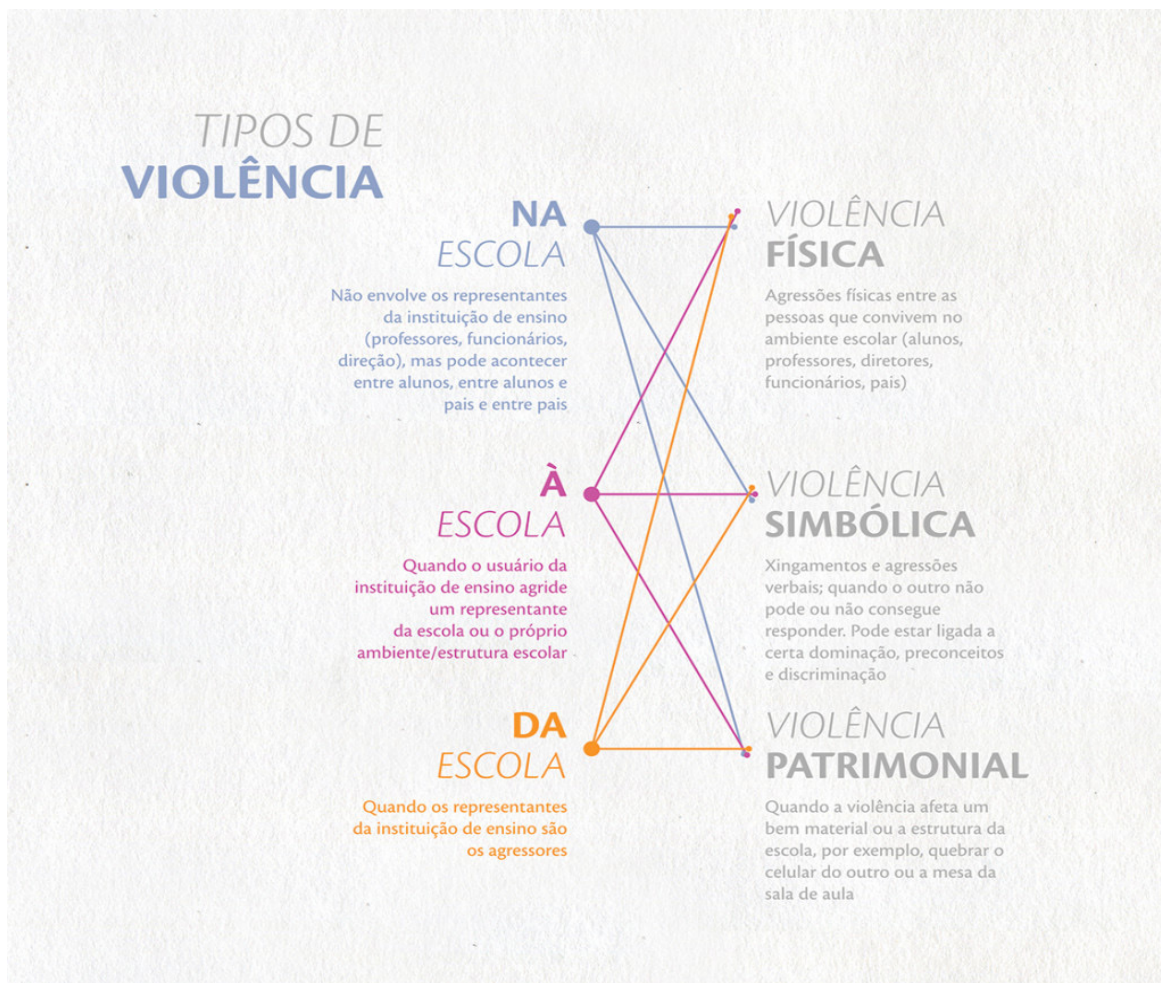 TIPOS DE
VIOLÊNCIA
NA
ESCOLA
Não envolve os representantes
da instituição de ensino
(professores, funcionários,
direção), mas pode acontecer
entre alunos, entre alunos e
pais e entre pais
VIOLÊNCIA
FÍSICA
Agressões físicas entre as
pessoas que convivem no
ambiente escolar (alunos,
professores, diretores,
funcionários, pais)
À
ESCOLA
Quando o usuário da
instituição de ensino agride
um representante
da escola ou o próprio
ambiente/estrutura escolar
VIOLÊNCIA
SIMBÓLICA
Xingamentos e agressões
verbais; quando o outro não
pode ou não consegue
responder. Pode estar ligada a
certa dominação, preconceitos
e discriminação
DA
ESCOLA
Quando os representantes
da instituição de ensino são
os agressores
VIOLÊNCIA
PATRIMONIAL
Quando a violência afeta um
bem material ou a estrutura da
escola, por exemplo, quebrar o
celular do outro ou a mesa da
sala de aula